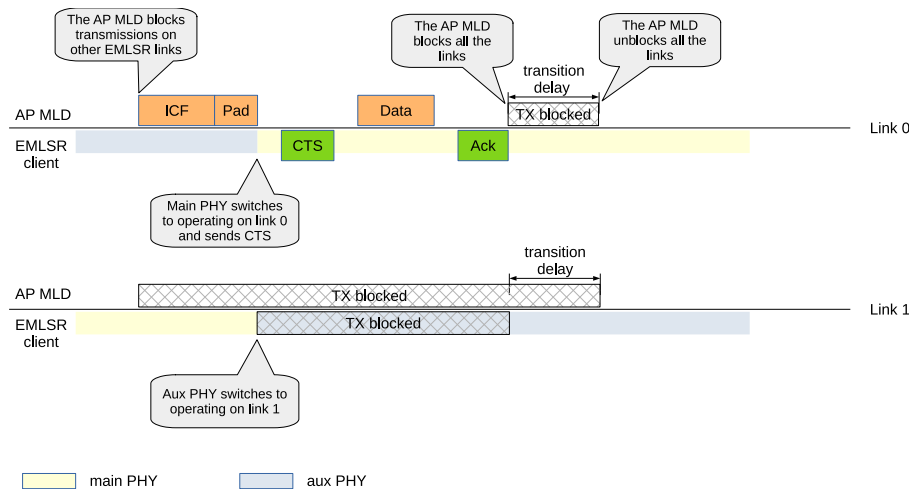 The AP MLD blocks
transmissions on
other EMLSR links
The AP MLD
blocks all the
links
The AP MLD
unblocks all the
links
transition
delay
AP MLD
ICF
Pad
Data
TX blocked
Link 0
EMLSR
client
CTS
Ack
Main PHY switches
to operating on link 0
and sends CTS
transition
delay
AP MLD
TX blocked
Link 1
EMLSR
client
TX blocked
Aux PHY switches to
operating on link 1
main PHY
aux PHY